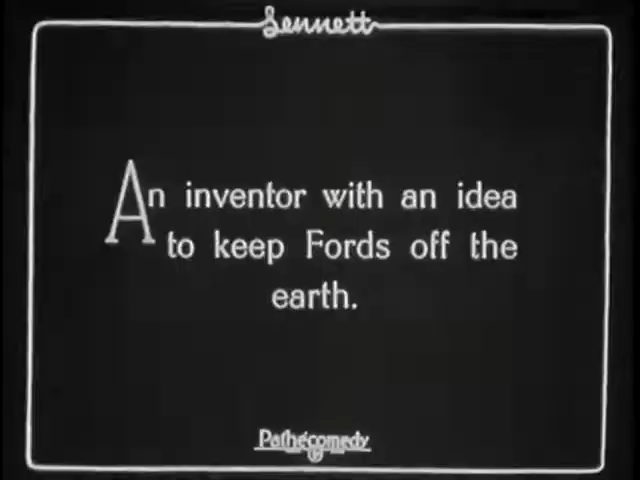 Sennett
An inventor with an idea
to keep Fords off the
earth.
Pathécomedy